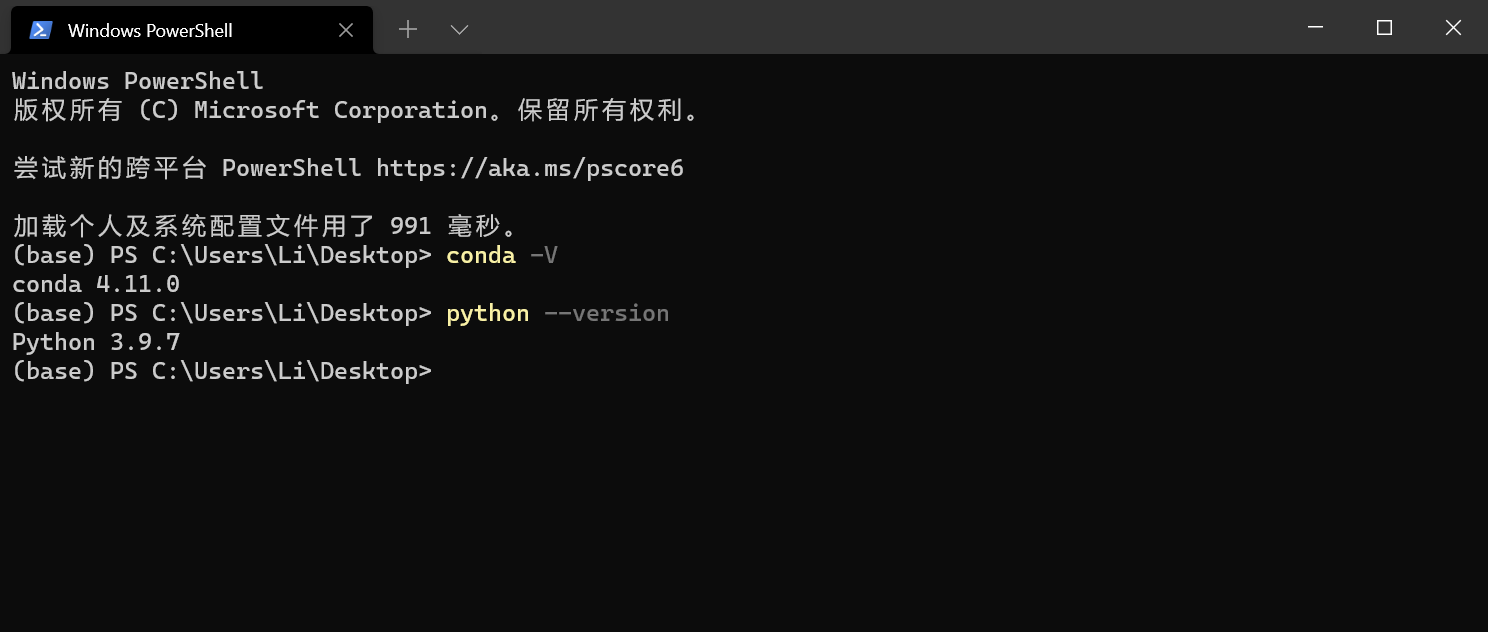 Windows PowerShell
Windows PowerShell
版权所有 (C) Microsoft Corporation。保留所有权利。
尝试新的跨平台 PowerShell https://aka.ms/pscore6
加载个人及系统配置文件用了 991 毫秒。
(base) PS C:\Users\Li\Desktop> conda -V
conda 4.11.0
(base) PS C:\Users\Li\Desktop> python --version
Python 3.9.7
(base) PS C:\Users\Li\Desktop>